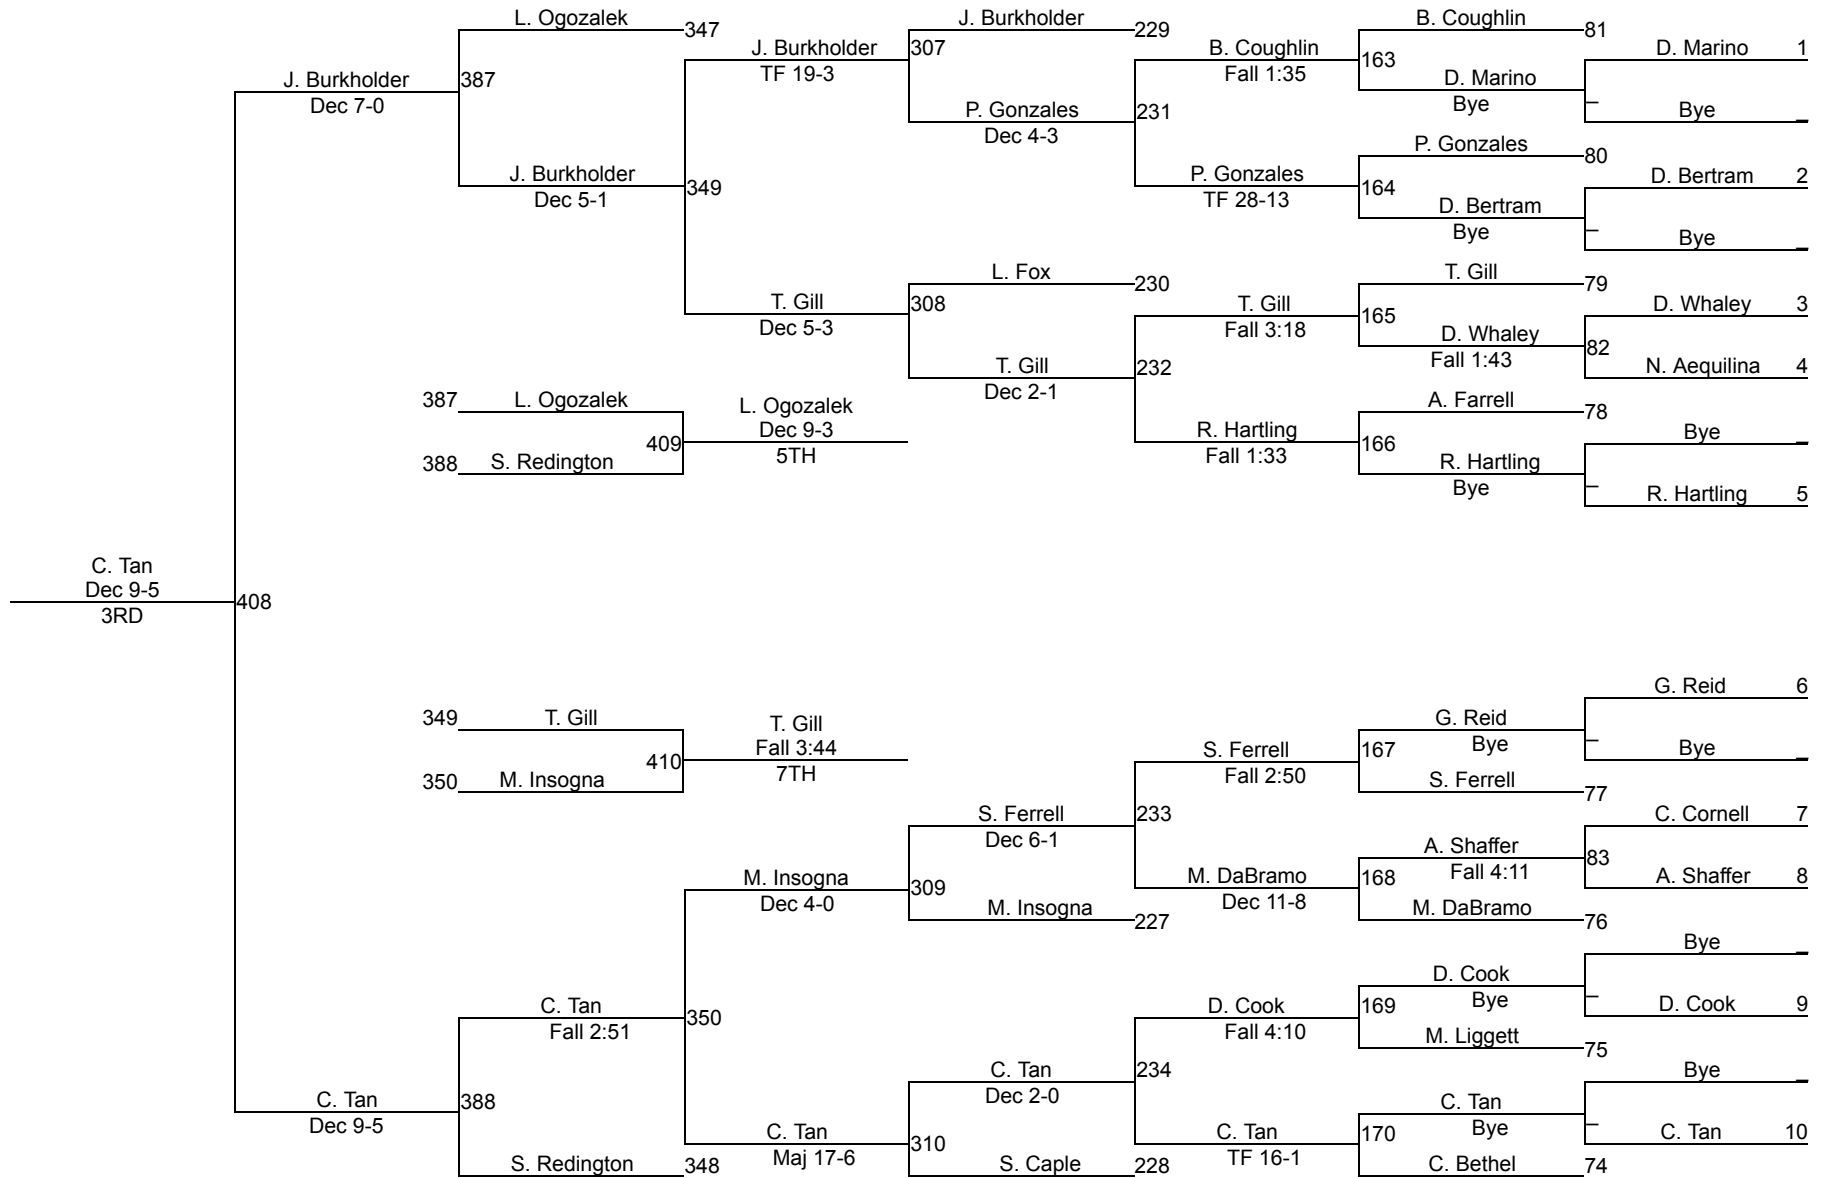 L. Ogozalek
347
J. Burkholder
Dec 7-0
387
J. Burkholder
Dec 5-1
349
J. Burkholder
TF 19-3
307
J. Burkholder
229
P. Gonzales
Dec 4-3
231
B. Coughlin
Fall 1:35
163
B. Coughlin
81
D. Marino
Bye
D. Marino 1
_
Bye _
P. Gonzales
TF 28-13
164
P. Gonzales
80
D. Bertram
Bye
D. Bertram 2
_
Bye _
T. Gill
Dec 5-3
308
L. Fox
230
T. Gill
Dec 2-1
232
T. Gill
Fall 3:18
165
T. Gill
79
D. Whaley
Fall 1:43
82
D. Whaley 3
N. Aequilina 4
R. Hartling
Fall 1:33
166
A. Farrell
78
R. Hartling
Bye
Bye _
_
R. Hartling 5
387 L. Ogozalek
388 S. Redington
409
L. Ogozalek
Dec 9-3
5TH
C. Tan
Dec 9-5
3RD
408
349 T. Gill
350 M. Insogna
410
T. Gill
Fall 3:44
7TH
C. Tan
Dec 9-5
388
C. Tan
Fall 2:51
350
S. Redington
348
M. Insogna
Dec 4-0
309
S. Ferrell
Dec 6-1
233
M. Insogna
227
S. Ferrell
Fall 2:50
167
G. Reid
Bye
G. Reid 6
_
Bye _
S. Ferrell
77
M. DaBramo
Dec 11-8
168
A. Shaffer
Fall 4:11
83
C. Cornell 7
A. Shaffer 8
M. DaBramo
76
C. Tan
Maj 17-6
310
C. Tan
Dec 2-0
234
S. Caple
228
D. Cook
Fall 4:10
169
D. Cook
Bye
Bye _
_
D. Cook 9
M. Liggett
75
C. Tan
TF 16-1
170
C. Tan
Bye
Bye _
_
C. Tan 10
C. Bethel
74